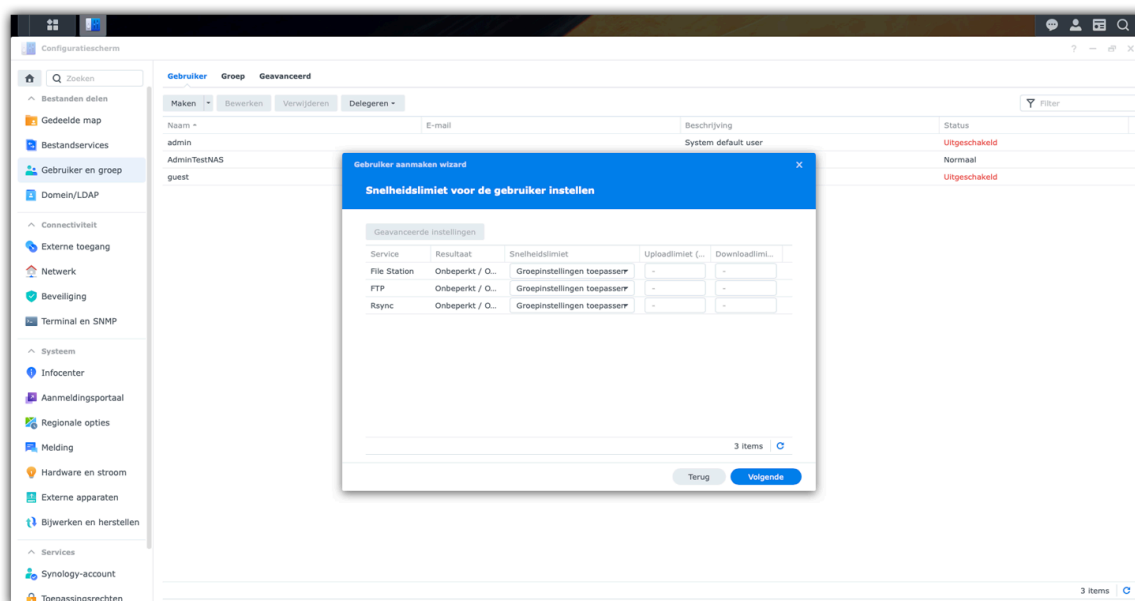 Configuratiescherm
Zoeken
Bestanden delen
Gedeelde map
Bestandservices
Gebruiker en groep
Domein/LDAP
Connectiviteit
Externe toegang
Netwerk
Beveiliging
Terminal en SNMP
Systeem
Infocenter
Aanmeldingsportaal
Regionale opties
Melding
Hardware en stroom
Externe apparaten
Bijwerken en herstellen
Services
Synology-account
Toepassingsrechten
Gebruiker Groep Geavanceerd
Maken Bewerken Verwijderen Delegeren Filter
Naam E-mail Beschrijving Status
admin System default user Uitgeschakeld
AdminTestNAS Normaal
guest Uitgeschakeld
Gebruiker aanmaken wizard
Snelheidslimiet voor de gebruiker instellen
Geavanceerde instellingen
Service Resultaat Snelheidslimiet Uploadlimiet (... Downloadlimi...
File Station Onbeperkt / O... Groepinstellingen toepassen - -
FTP Onbeperkt / O... Groepinstellingen toepassen - -
Rsync Onbeperkt / O... Groepinstellingen toepassen - -
3 items
Terug Volgende
3 items